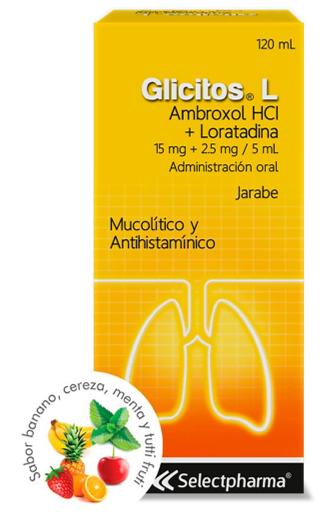 120 mL
Glicitos® L
Ambroxol HCl
+ Loratadina
15 mg + 2.5 mg / 5 mL
Administración oral
Jarabe
Mucolítico y
Antihistamínico
Sabor banano, cereza, menta y tutti fruti
Selectpharma®